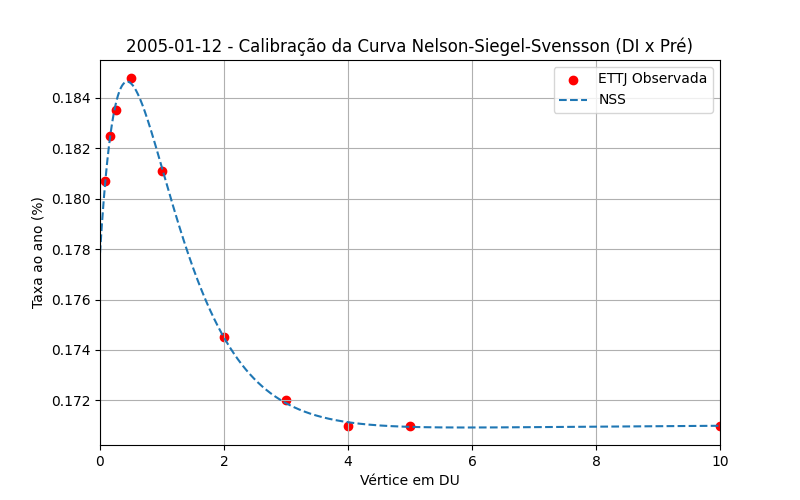 2005-01-12 - Calibração da Curva Nelson-Siegel-Svensson (DI x Pré)
ETTJ Observada
NSS
Taxa ao ano (%)
0.184
0.182
0.180
0.178
0.176
0.174
0.172
0 2 4 6 8 10
Vértice em DU